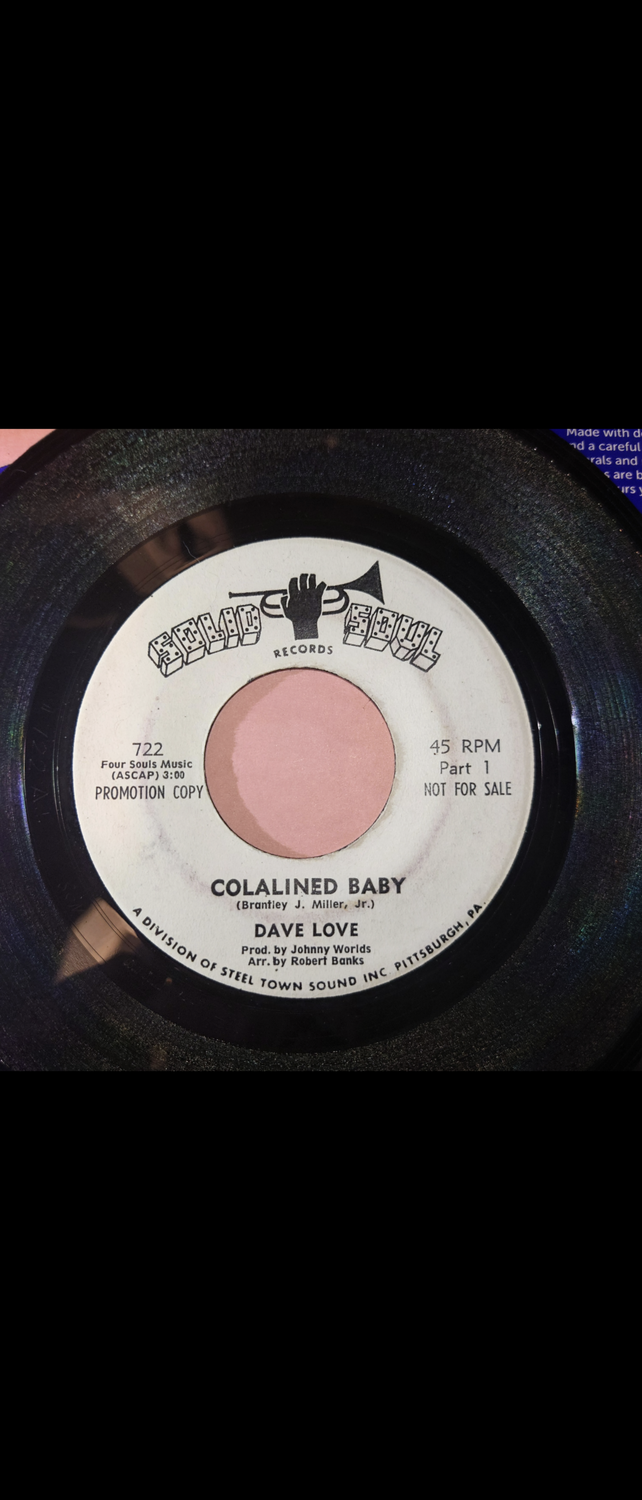 Made with
a careful
and
are b
SOLID SOUL
RECORDS
722
Four Souls Music
(ASCAP) 3:00
PROMOTION COPY
45 RPM
Part 1
NOT FOR SALE
COLALINED BABY
(Brantley J. Miller, Jr.)
DAVE LOVE
Prod. by Johnny Worlds
Arr. by Robert Banks
A DIVISION OF STEEL TOWN SOUND INC. PITTSBURGH, PA.